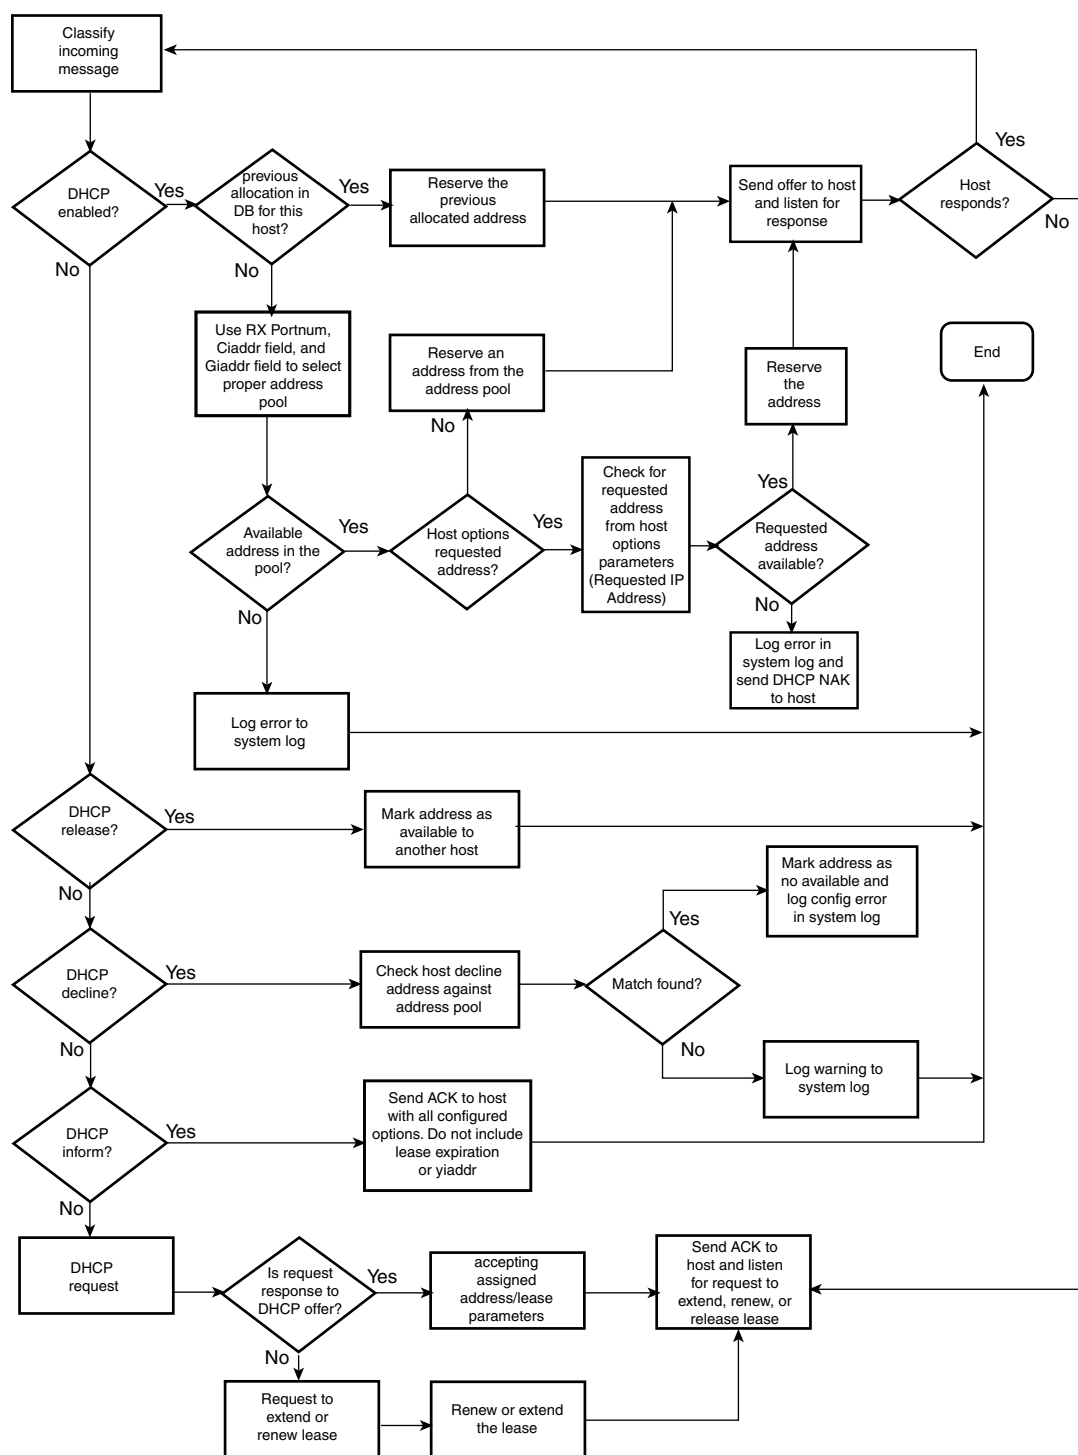 Classify
incoming
message
DHCP
enabled?
Yes
No
previous
allocation in
DB for this
host?
Yes
No
Reserve the
previous
allocated address
Send offer to host
and listen for
response
Host
responds?
Yes
No
Use RX Portnum,
Ciaddr field, and
Giaddr field to select
proper address
pool
Reserve an
address from the
address pool
No
Reserve
the
address
End
Available
address in the
pool?
Yes
No
Host options
requested
address?
Yes
Check for
requested
address
from host
options
parameters
(Requested IP
Address)
Yes
Requested
address
available?
No
Log error in
system log and
send DHCP NAK
to host
Log error to
system log
DHCP
release?
Yes
No
Mark address as
available to
another host
Mark address as
no available and
log config error
in system log
DHCP
decline?
Yes
No
Check host decline
address against
address pool
Match found?
Yes
No
Log warning to
system log
DHCP
inform?
Yes
No
Send ACK to host
with all configured
options. Do not include
lease expiration
or yiaddr
DHCP
request
Is request
response to
DHCP offer?
Yes
No
accepting
assigned
address/lease
parameters
Send ACK to
host and listen
for request to
extend, renew, or
release lease
Request to
extend or
renew lease
Renew or extend
the lease